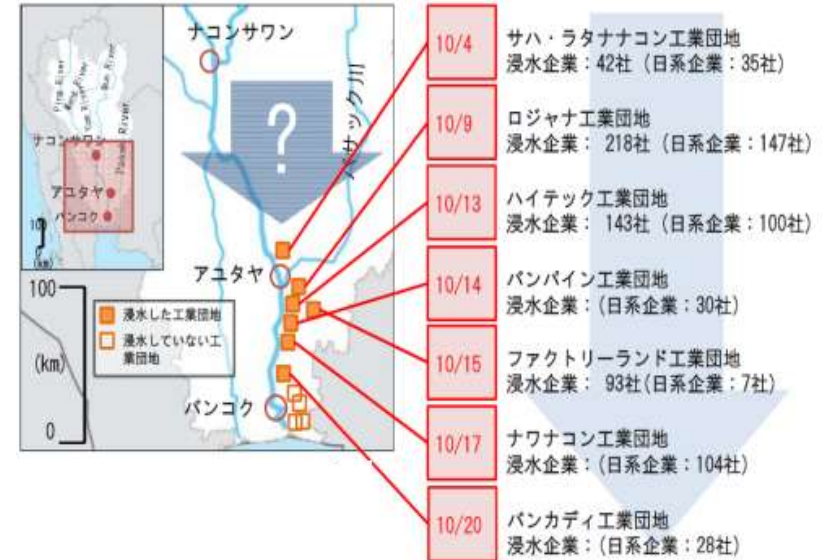 ナコンサワン
パサック川
?
Ping River
Nan River
Pasak River
ナコンサワン
アユタヤ
バンコク
(km)
アユタヤ
100
(km)
0
浸水した工業団地
浸水していない工
業団地
バンコク
10/4
サハ・ラタナナコン工業団地
浸水企業:42社(日系企業:35社)
10/9
ロジャナ工業団地
浸水企業: 218社(日系企業:147社)
10/13
ハイテック工業団地
浸水企業: 143社(日系企業:100社)
10/14
バンパイン工業団地
浸水企業:(日系企業:30社)
10/15
ファクトリーランド工業団地
浸水企業: 93社(日系企業:7社)
10/17
ナワナコン工業団地
浸水企業:(日系企業:104社)
10/20
バンカディ工業団地
浸水企業:(日系企業:28社)